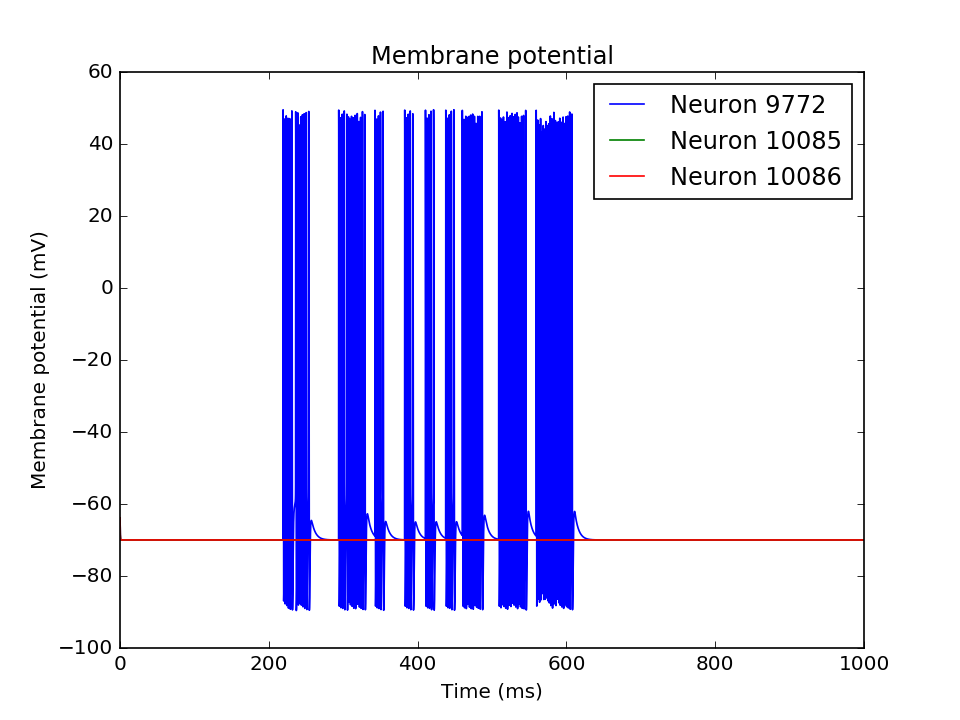 Membrane potential
Neuron 9772
Neuron 10085
Neuron 10086
60
40
20
0
−20
−40
−60
−80
−100
Membrane potential (mV)
0 200 400 600 800 1000
Time (ms)